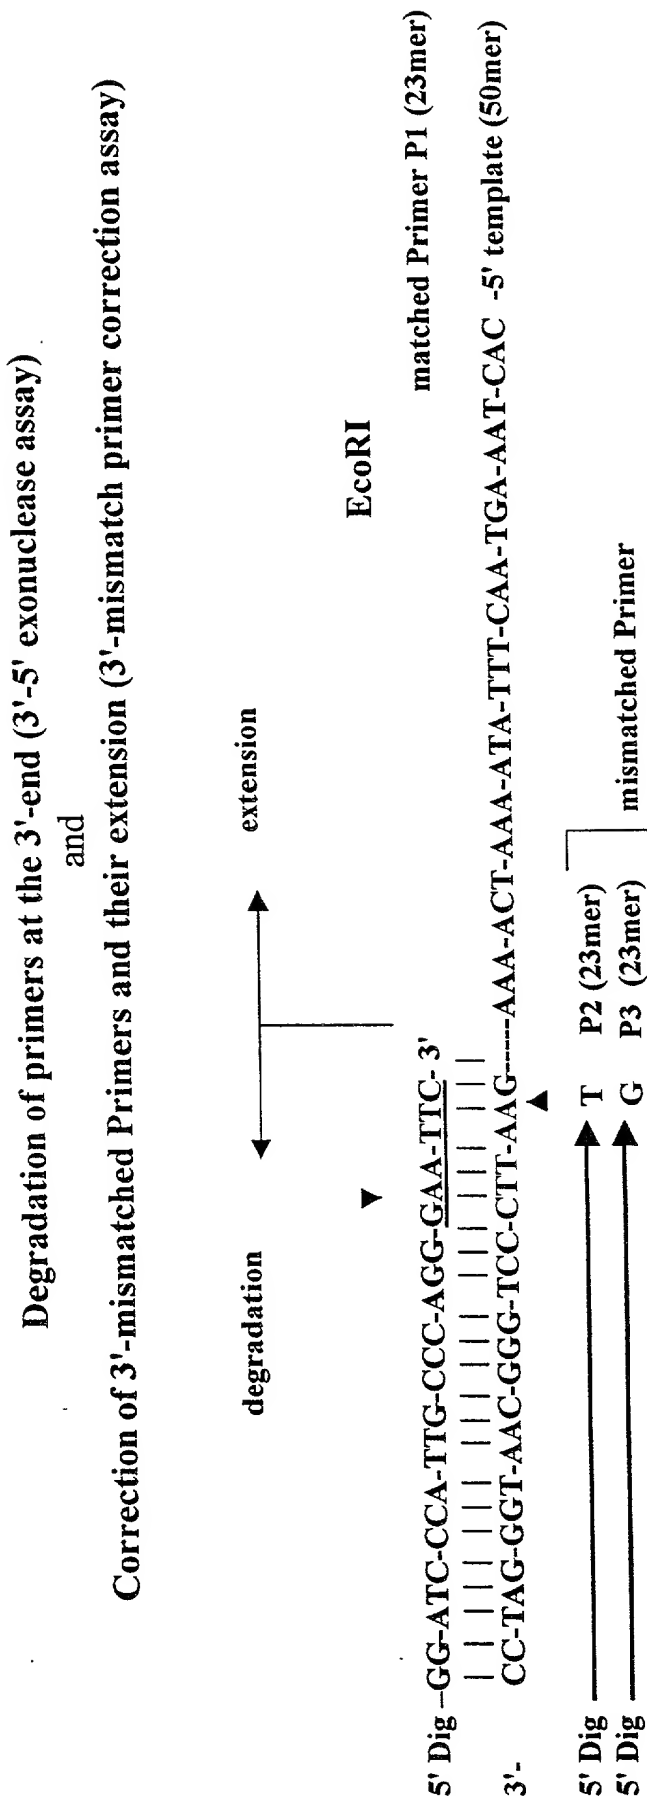 Degradation of primers at the 3'-end (3'-5' exonuclease assay)
and
Correction of 3'-mismatched Primers and their extension (3'-mismatch primer correction assay)
degradation extension
EcoRI
matched Primer P1 (23mer)
5' Dig –GG-ATC-CCA-TTG-CCC-AGG-GAA-TTC- 3'
3'- CC-TAG-GGT-AAC-GGG-TCC-CTT-AAG-----AAA-ACT-AAA-ATA-TTT-CAA-TGA-AAT-CAC -5' template (50mer)
5' Dig T P2 (23mer)
5' Dig G P3 (23mer)
mismatched Primer